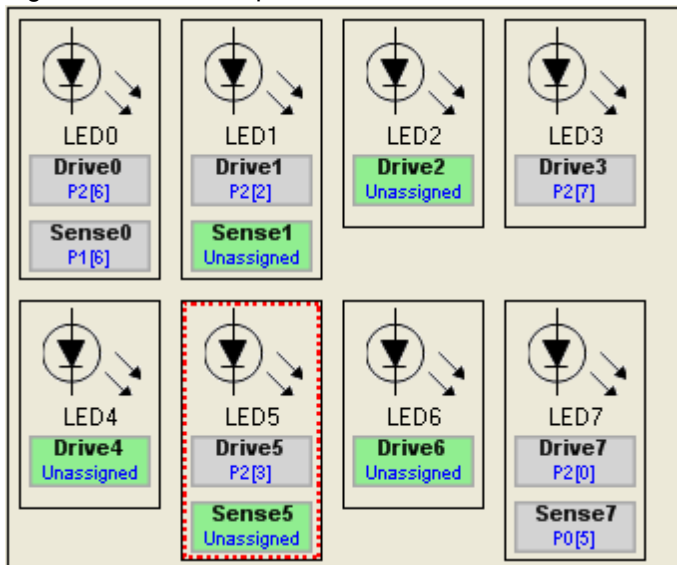 LED0
Drive0
P2[6]
Sense0
P1[6]
LED1
Drive1
P2[2]
Sense1
Unassigned
LED2
Drive2
Unassigned
LED3
Drive3
P2[7]
LED4
Drive4
Unassigned
LED5
Drive5
P2[3]
Sense5
Unassigned
LED6
Drive6
Unassigned
LED7
Drive7
P2[0]
Sense7
P0[5]